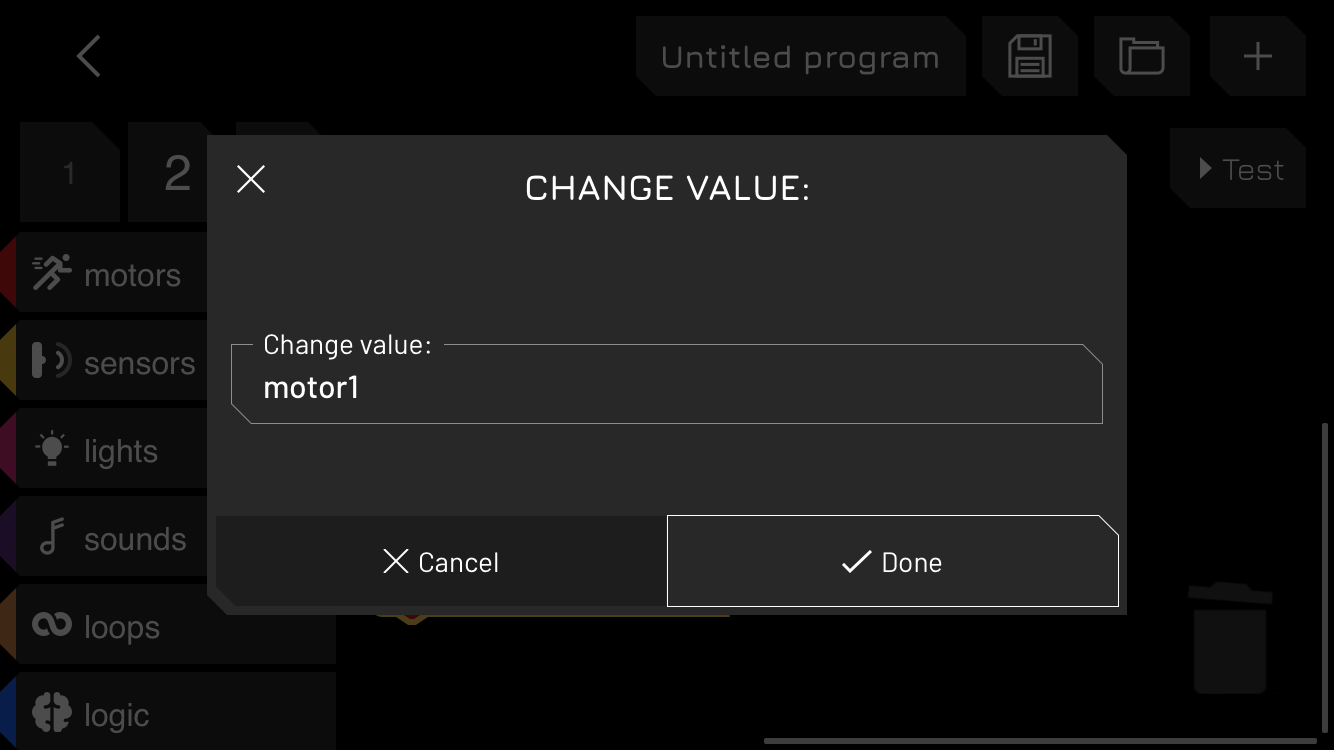 Untitled program
1
2
Test
CHANGE VALUE:
motors
Change value:
sensors
motor1
lights
sounds
Cancel
Done
loops
logic